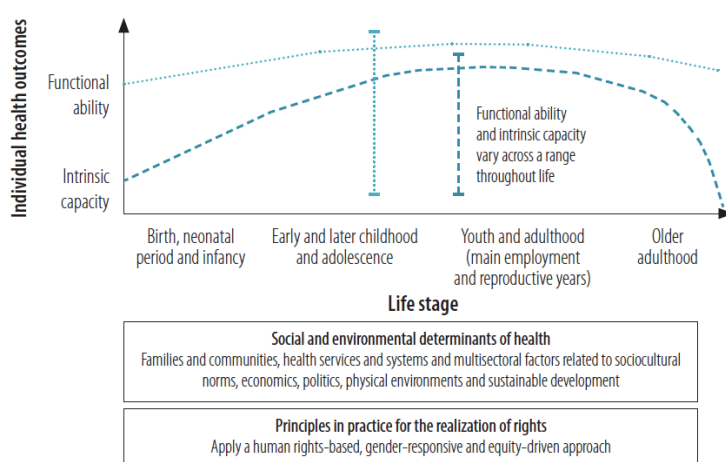 Individual health outcomes
Functional
ability
Intrinsic
capacity
Functional ability
and intrinsic capacity
vary across a range
throughout life
Birth, neonatal
period and infancy
Early and later childhood
and adolescence
Youth and adulthood
(main employment
and reproductive years)
Older
adulthood
Life stage
Social and environmental determinants of health
Families and communities, health services and systems and multisectoral factors related to sociocultural
norms, economics, politics, physical environments and sustainable development
Principles in practice for the realization of rights
Apply a human rights-based, gender-responsive and equity-driven approach